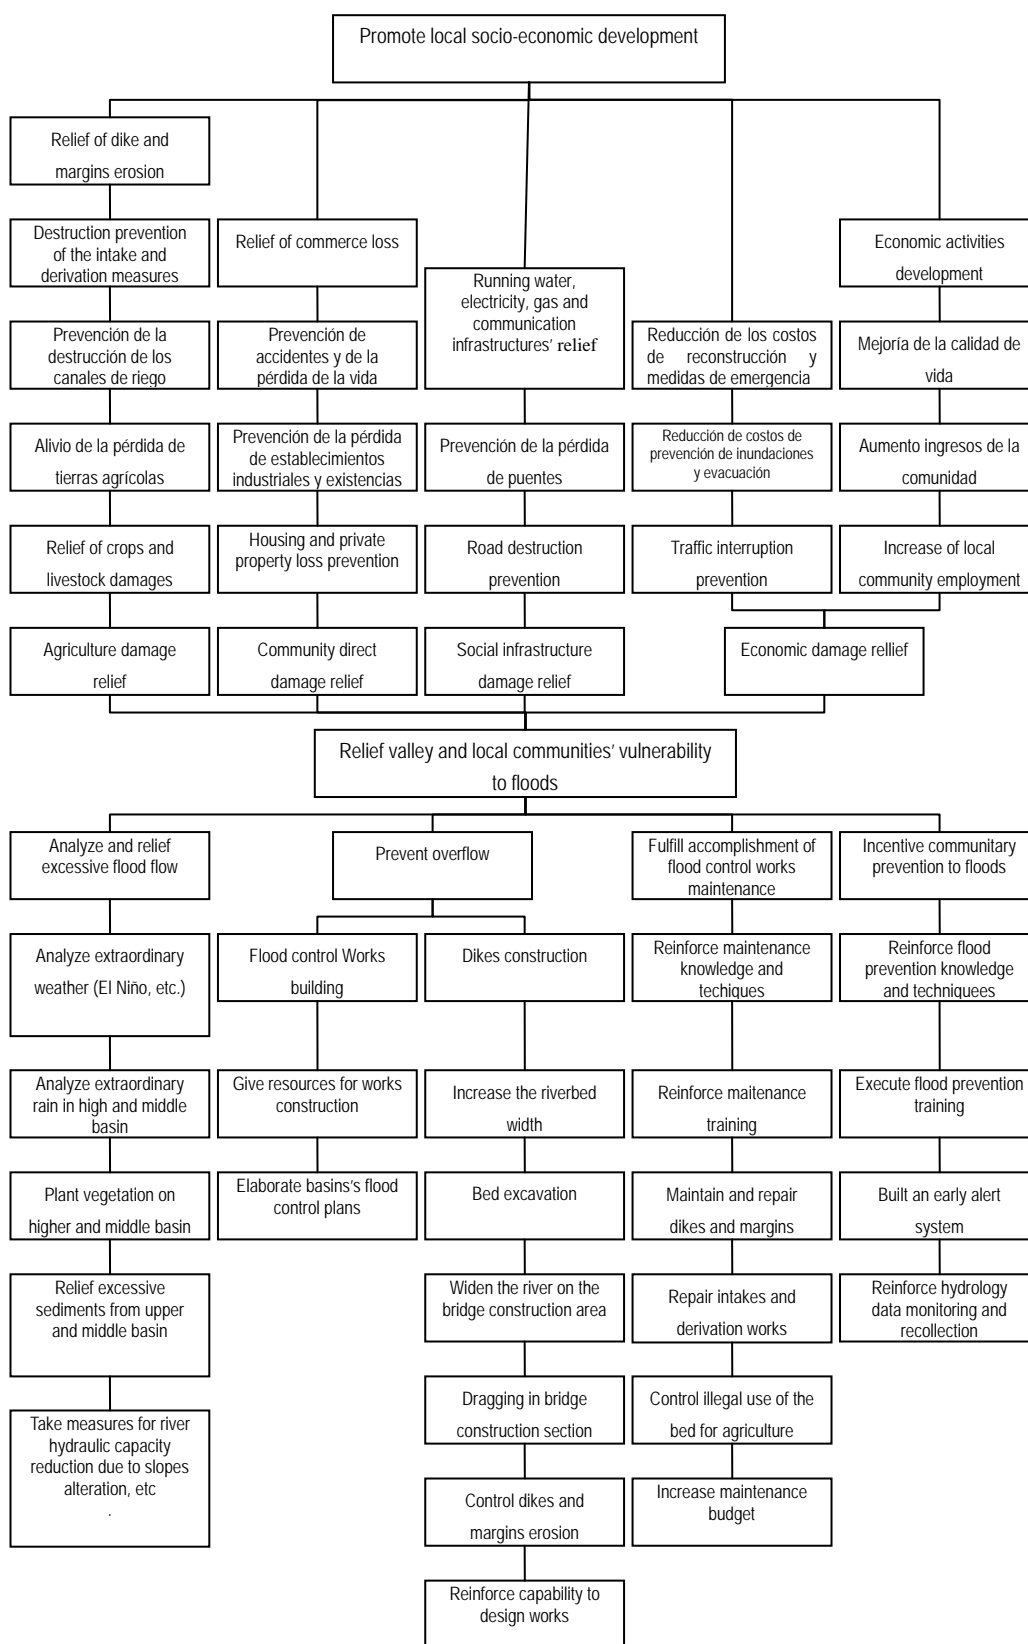 Promote local socio-economic development
Relief of dike and
margins erosion
Destruction prevention
of the intake and
derivation measures
Relief of commerce loss
Running water,
electricity, gas and
communication
infrastructures' relief
Economic activities
development
Prevención de la
destrucción de los
canales de riego
Prevención de
accidentes y de la
pérdida de la vida
Reducción de los costos
de reconstrucción y
medidas de emergencia
Mejoría de la calidad de
vida
Alivio de la pérdida de
tierras agrícolas
Prevención de la pérdida
de establecimientos
industriales y existencias
Prevención de la pérdida
de puentes
Reducción de costos de
prevención de inundaciones
y evacuación
Aumento ingresos de la
comunidad
Relief of crops and
livestock damages
Housing and private
property loss prevention
Road destruction
prevention
Traffic interruption
prevention
Increase of local
community employment
Agriculture damage
relief
Community direct
damage relief
Social infrastructure
damage relief
Economic damage rellief
Relief valley and local communities' vulnerability
to floods
Analyze and relief
excessive flood flow
Prevent overflow
Fulfill accomplishment of
flood control works
maintenance
Incentive communitary
prevention to floods
Analyze extraordinary
weather (El Niño, etc.)
Flood control Works
building
Dikes construction
Reinforce maintenance
knowledge and
techiques
Reinforce flood
prevention knowledge
and techniquees
Analyze extraordinary
rain in high and middle
basin
Give resources for works
construction
Increase the riverbed
width
Reinforce maitenance
training
Execute flood prevention
training
Plant vegetation on
higher and middle basin
Elaborate basins's flood
control plans
Bed excavation
Maintain and repair
dikes and margins
Built an early alert
system
Relief excessive
sediments from upper
and middle basin
Widen the river on the
bridge construction area
Repair intakes and
derivation works
Reinforce hydrology
data monitoring and
recollection
Take measures for river
hydraulic capacity
reduction due to slopes
alteration, etc
.
Dragging in bridge
construction section
Control illegal use of the
bed for agriculture
Control dikes and
margins erosion
Increase maintenance
budget
Reinforce capability to
design works